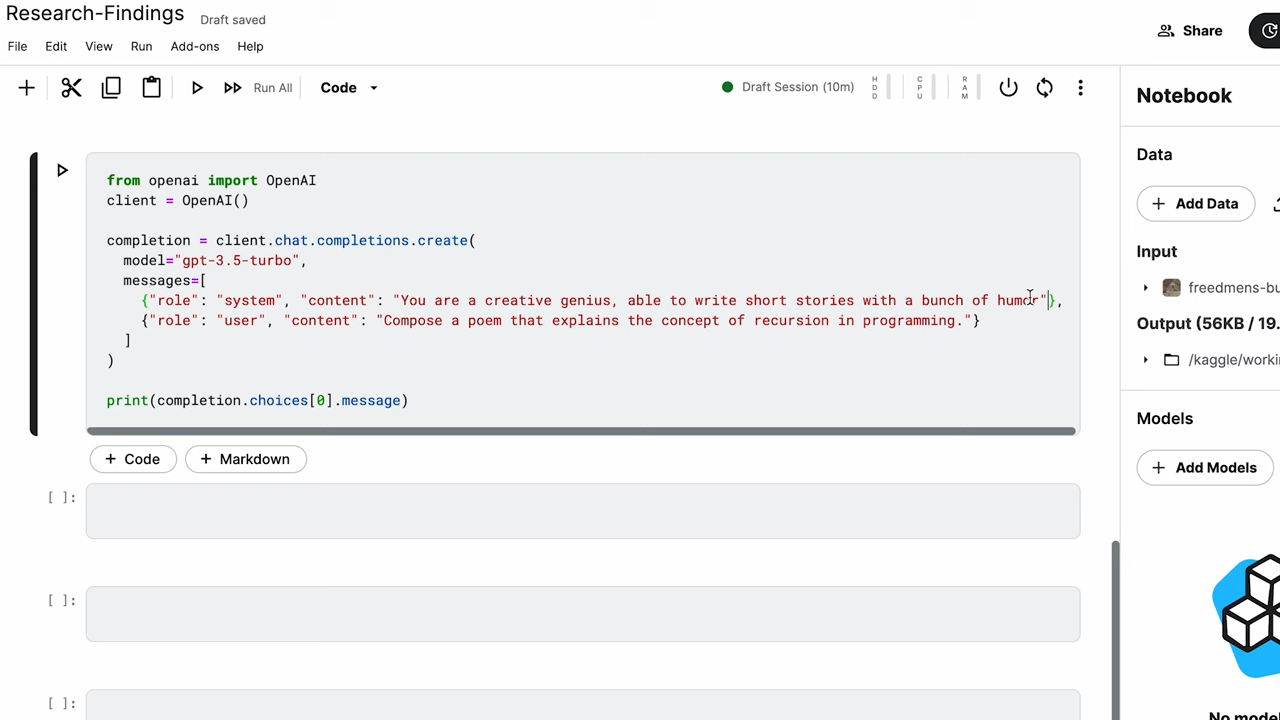 Research-Findings
Draft saved
File Edit View Run Add-ons Help
Share
Run All
Code
Draft Session (10m)
HDD
CPU
RAM
Notebook
Data
Add Data
Input
Output (56KB / 19.
Models
Add Models
from openai import OpenAI
client = OpenAI()
completion = client.chat.completions.create(
model="gpt-3.5-turbo",
messages=[
{"role": "system", "content": "You are a creative genius, able to write short stories with a bunch of humor"},
{"role": "user", "content": "Compose a poem that explains the concept of recursion in programming."}
]
)
print(completion.choices[0].message)
+ Code
+ Markdown
[ ]:
[ ]:
[ ]: